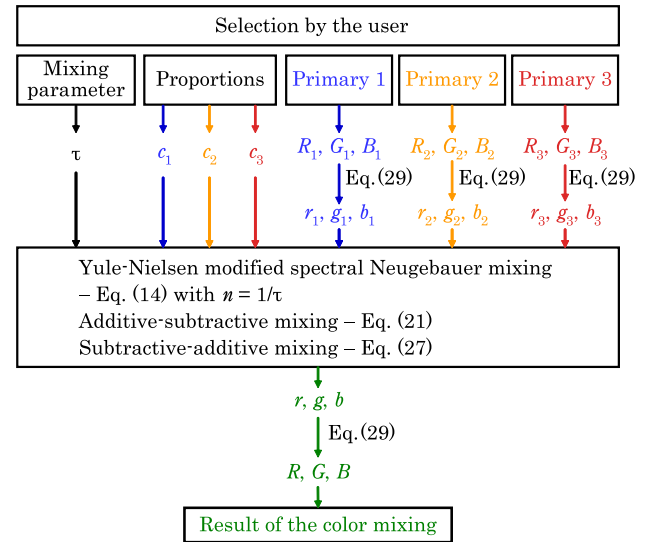 Selection by the user
Mixing parameter
Proportions
Primary 1
Primary 2
Primary 3
τ
c1
c2
c3
R1, G1, B1
R2, G2, B2
R3, G3, B3
Eq.(29)
Eq.(29)
Eq.(29)
r1, g1, b1
r2, g2, b2
r3, g3, b3
Yule-Nielsen modified spectral Neugebauer mixing
– Eq. (14) with n = 1/τ
Additive-subtractive mixing – Eq. (21)
Subtractive-additive mixing – Eq. (27)
r, g, b
Eq.(29)
R, G, B
Result of the color mixing